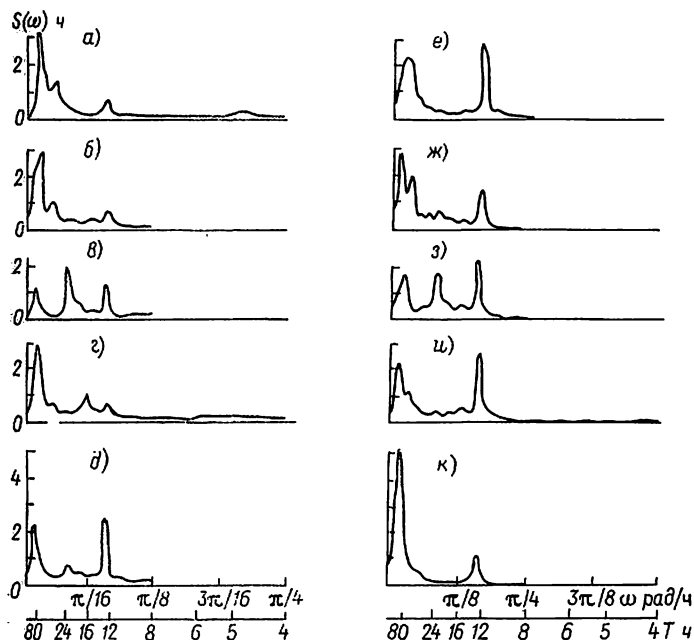 S(ω) ч
а)
2
0
б)
2
0
в)
2
0
г)
2
0
д)
4
2
0
π/16 π/8 3π/16 π/4
80 24 16 12 8 6 5 4
е)
ж)
з)
и)
к)
π/8 π/4 3π/8 ω рад/ч
80 24 16 12 8 6 5 4 T ч